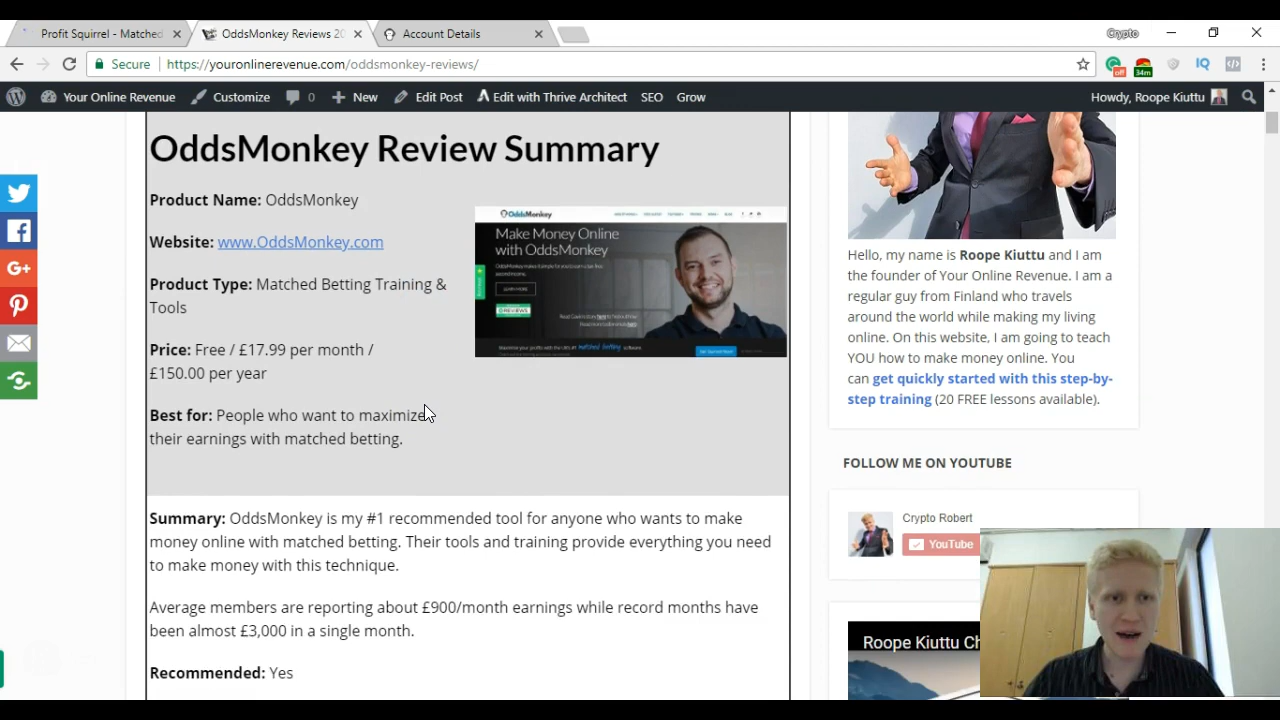 Profit Squirrel - Matched
OddsMonkey Reviews 20
Account Details
Crypto
Secure
https://youronlinerevenue.com/oddsmonkey-reviews/
off
34m
IQ
Your Online Revenue
Customize
0
New
Edit Post
Edit with Thrive Architect
SEO
Grow
Howdy, Roope Kiuttu
OddsMonkey Review Summary
Product Name: OddsMonkey
Website: www.OddsMonkey.com
Product Type: Matched Betting Training &
Tools
Price: Free / £17.99 per month /
£150.00 per year
Best for: People who want to maximize
their earnings with matched betting.
OddsMonkey
Make Money Online
with OddsMonkey
LEARN MORE
REVIEWS
Summary: OddsMonkey is my #1 recommended tool for anyone who wants to make
money online with matched betting. Their tools and training provide everything you need
to make money with this technique.
Average members are reporting about £900/month earnings while record months have
been almost £3,000 in a single month.
Recommended: Yes
Hello, my name is Roope Kiuttu and I am
the founder of Your Online Revenue. I am a
regular guy from Finland who travels
around the world while making my living
online. On this website, I am going to teach
YOU how to make money online. You
can get quickly started with this step-by-
step training (20 FREE lessons available).
FOLLOW ME ON YOUTUBE
Crypto Robert
YouTube
Roope Kiuttu Ch